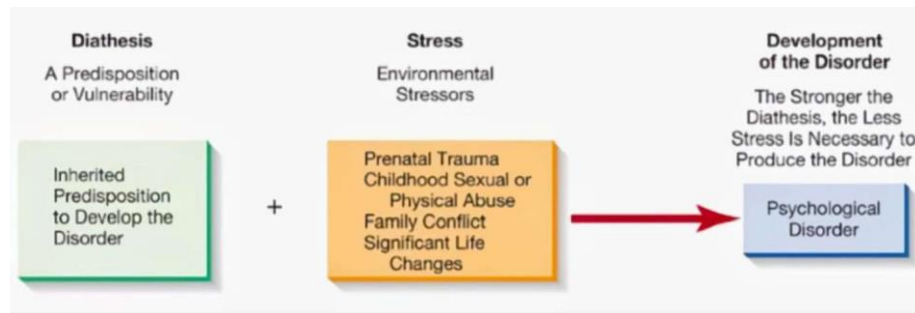 Diathesis
A Predisposition
or Vulnerability
Inherited
Predisposition
to Develop the
Disorder
+
Stress
Environmental
Stressors
Prenatal Trauma
Childhood Sexual or
Physical Abuse
Family Conflict
Significant Life
Changes
Development
of the Disorder
The Stronger the
Diathesis, the Less
Stress Is Necessary to
Produce the Disorder
Psychological
Disorder